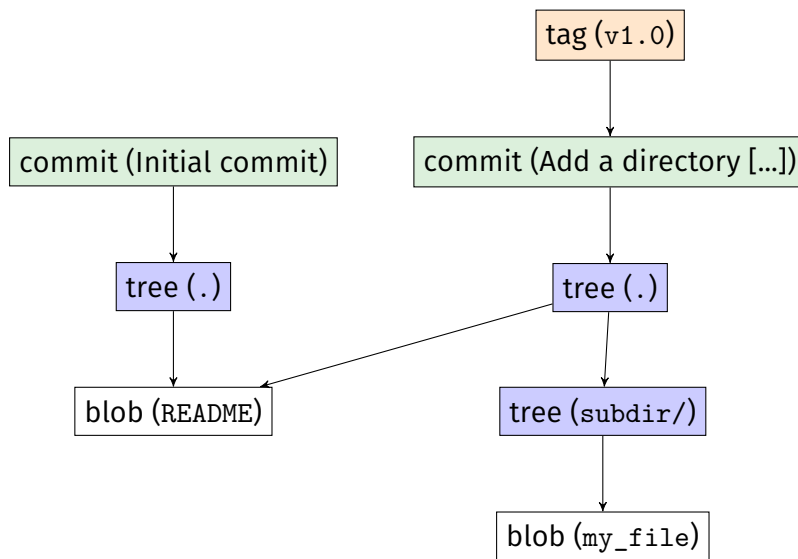 tag (v1.0)
commit (Initial commit)
commit (Add a directory [...])
tree (.)
tree (.)
blob (README)
tree (subdir/)
blob (my_file)